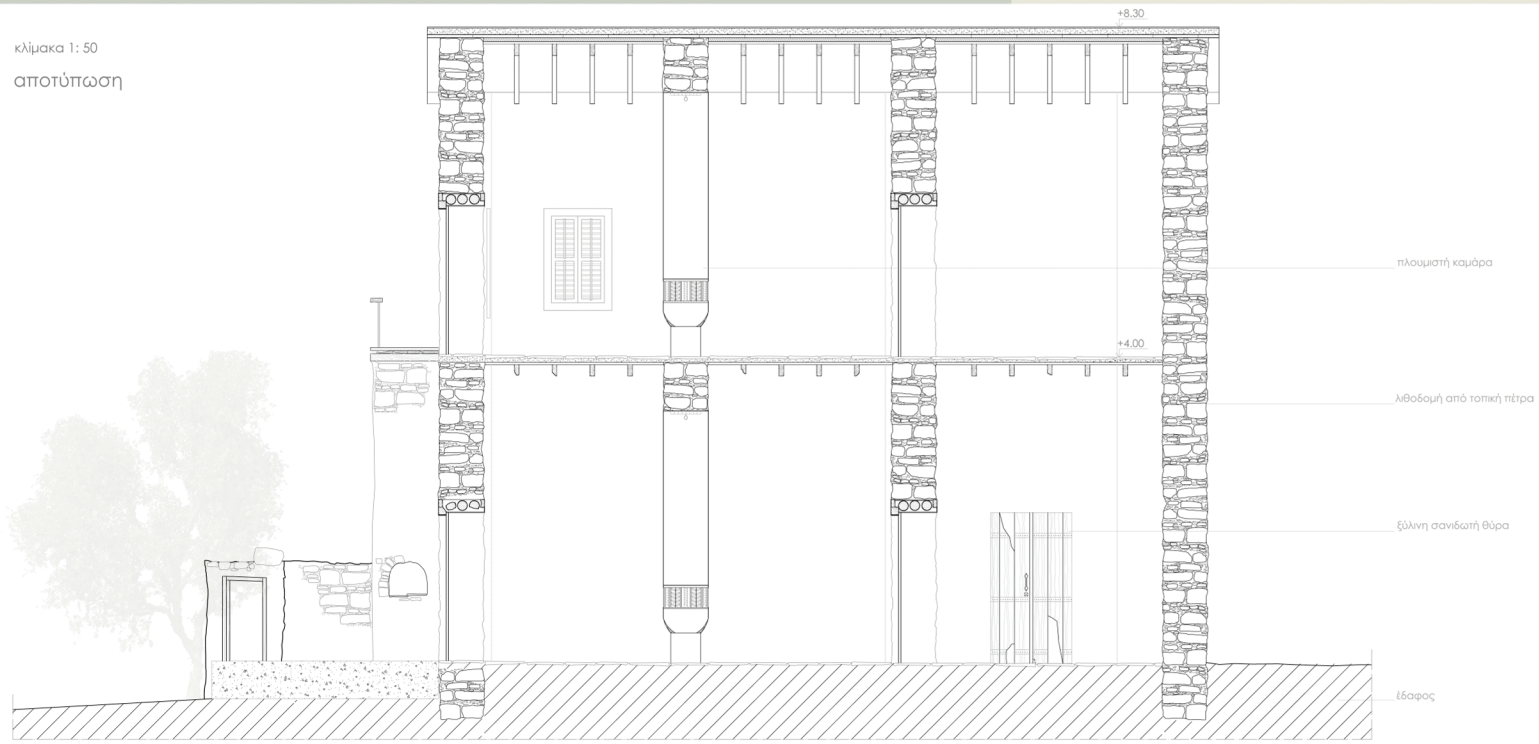 +8.30
κλίμακα 1: 50
αποτύπωση
πλουμιστή καμάρα
+4.00
λιθοδομή από τοπική πέτρα
ξύλινη σανιδωτή θύρα
έδαφος